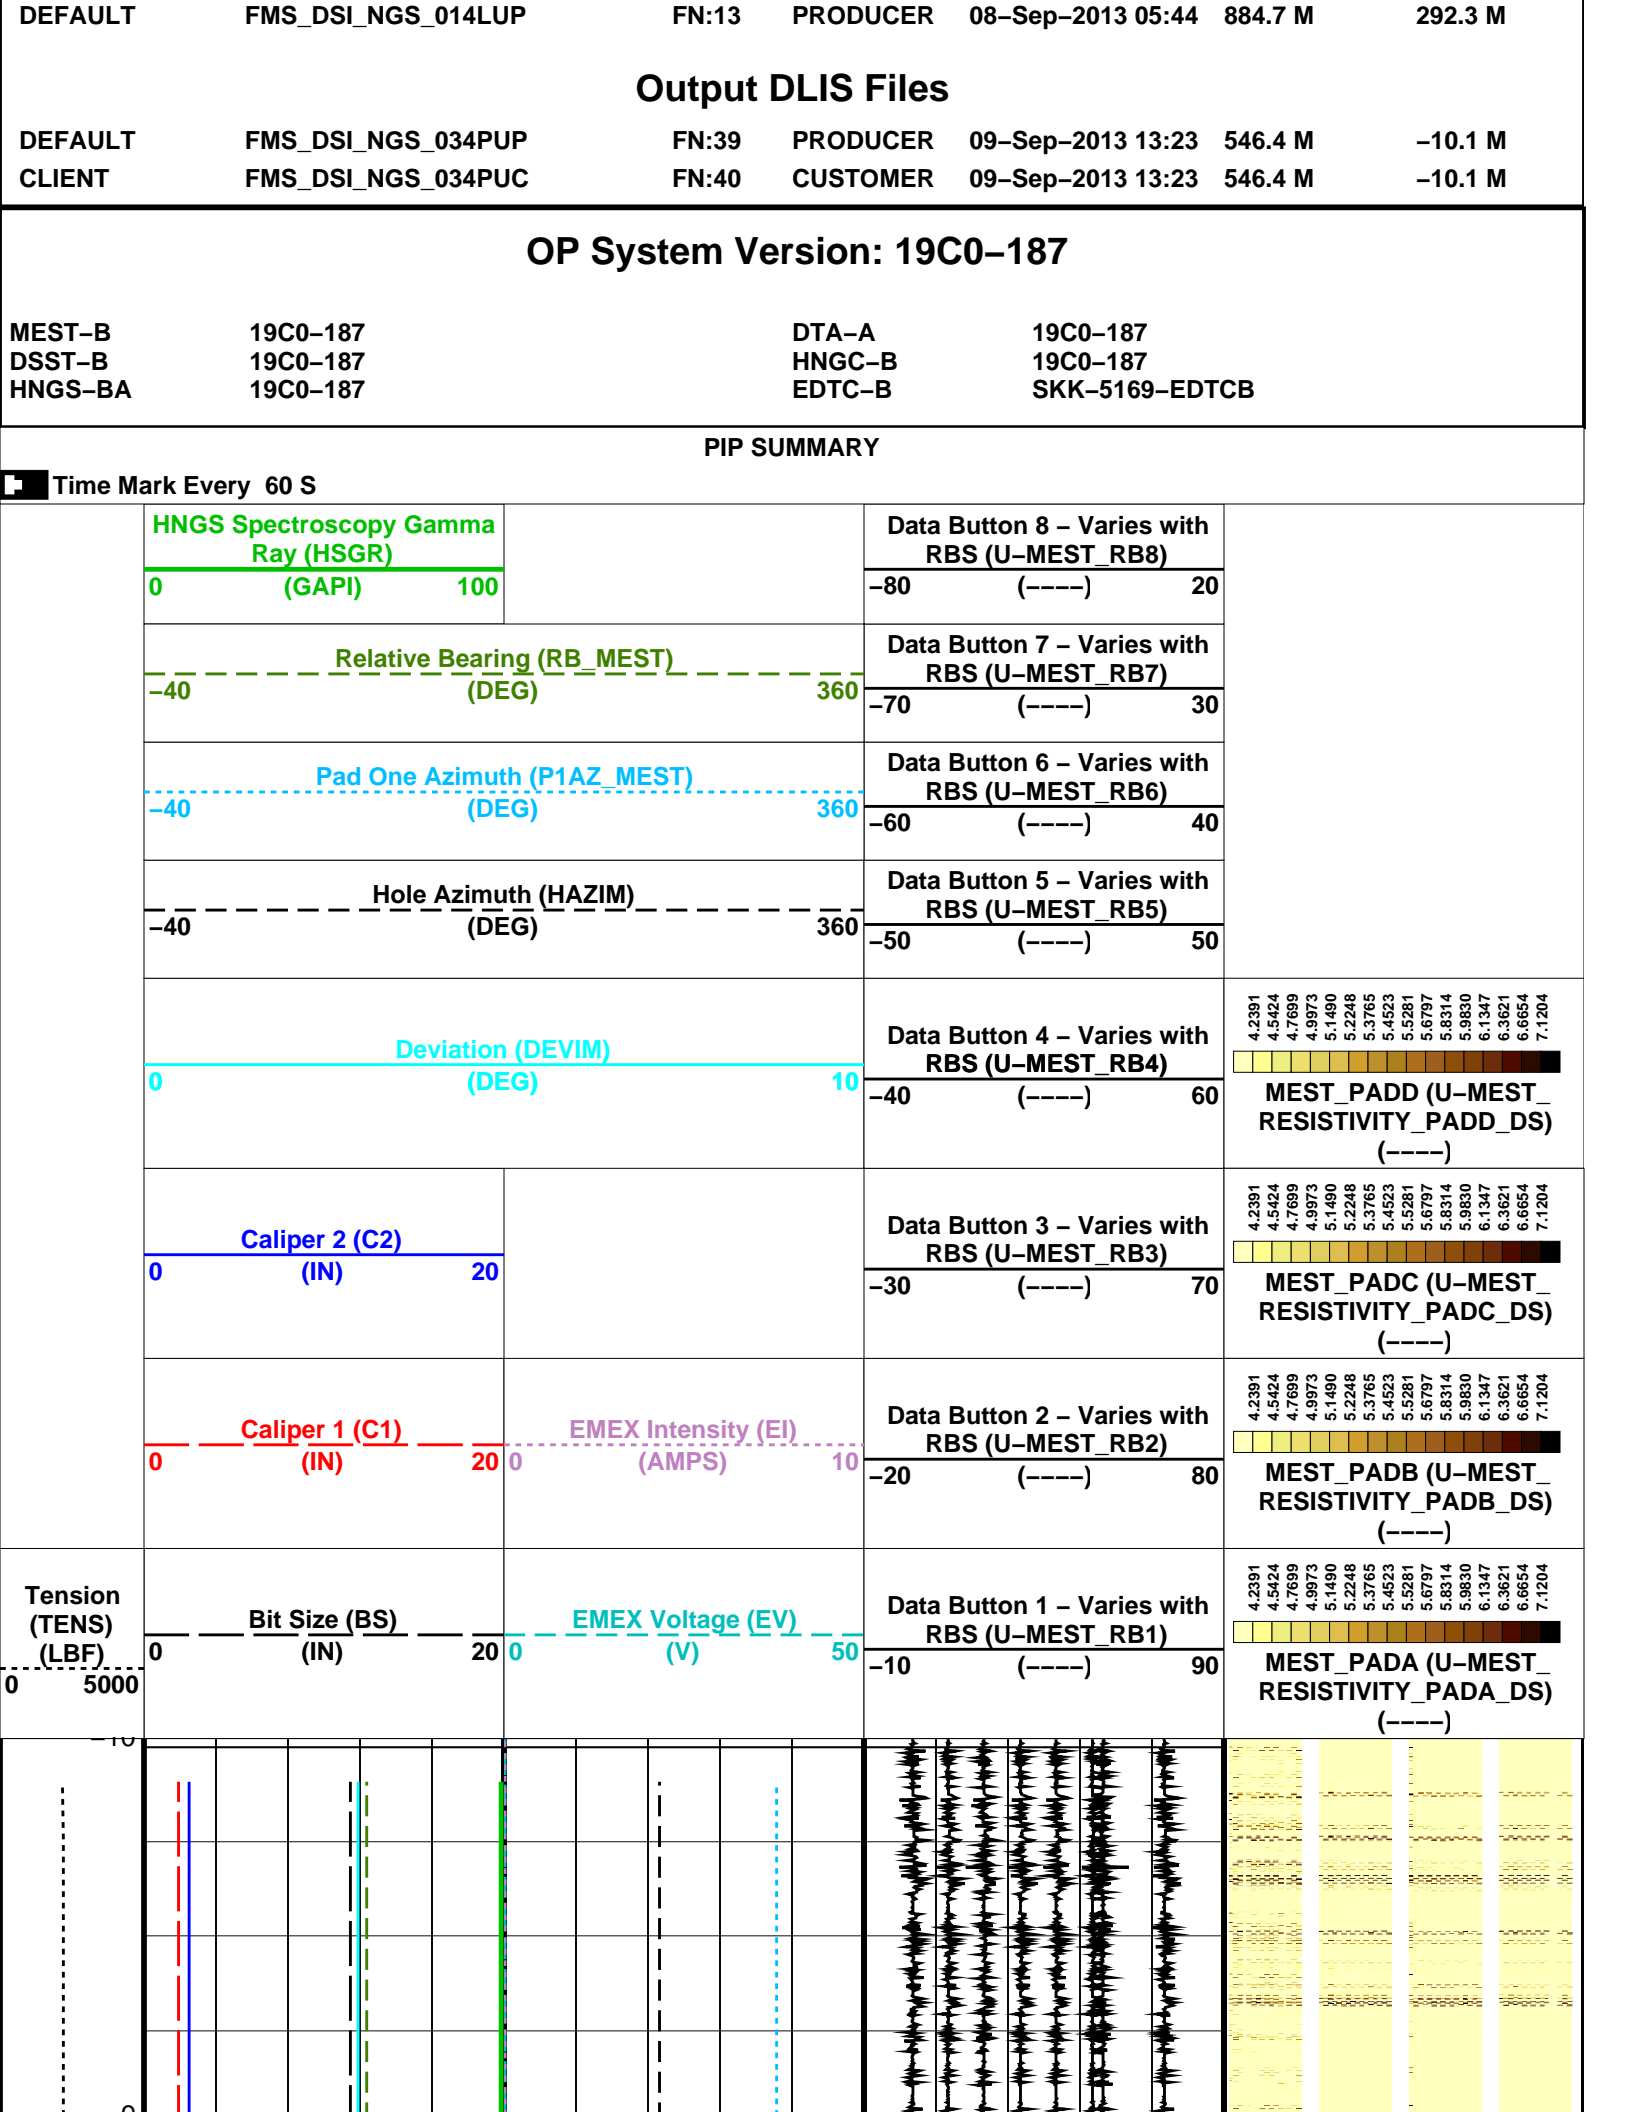 DEFAULT FMS_DSI_NGS_014LUP FN:13 PRODUCER 08–Sep–2013 05:44 884.7 M 292.3 M
Output DLIS Files
DEFAULT FMS_DSI_NGS_034PUP FN:39 PRODUCER 09–Sep–2013 13:23 546.4 M –10.1 M
CLIENT FMS_DSI_NGS_034PUC FN:40 CUSTOMER 09–Sep–2013 13:23 546.4 M –10.1 M
OP System Version: 19C0–187
MEST–B 19C0–187 DTA–A 19C0–187
DSST–B 19C0–187 HNGC–B 19C0–187
HNGS–BA 19C0–187 EDTC–B SKK–5169–EDTCB
PIP SUMMARY
Time Mark Every 60 S
HNGS Spectroscopy Gamma
Ray (HSGR)
0 (GAPI) 100
Data Button 8 – Varies with
RBS (U–MEST_RB8)
–80 (––––) 20
Relative Bearing (RB_MEST)
–40 (DEG) 360
Data Button 7 – Varies with
RBS (U–MEST_RB7)
–70 (––––) 30
Pad One Azimuth (P1AZ_MEST)
–40 (DEG) 360
Data Button 6 – Varies with
RBS (U–MEST_RB6)
–60 (––––) 40
Hole Azimuth (HAZIM)
–40 (DEG) 360
Data Button 5 – Varies with
RBS (U–MEST_RB5)
–50 (––––) 50
Deviation (DEVIM)
0 (DEG) 10
Data Button 4 – Varies with
RBS (U–MEST_RB4)
–40 (––––) 60
4.2391 4.5424 4.7699 4.9973 5.1490 5.2248 5.3765 5.4523 5.5281 5.6797 5.8314 5.9830 6.1347 6.3621 6.6654 7.1204
MEST_PADD (U–MEST_
RESISTIVITY_PADD_DS)
(––––)
Caliper 2 (C2)
0 (IN) 20
Data Button 3 – Varies with
RBS (U–MEST_RB3)
–30 (––––) 70
4.2391 4.5424 4.7699 4.9973 5.1490 5.2248 5.3765 5.4523 5.5281 5.6797 5.8314 5.9830 6.1347 6.3621 6.6654 7.1204
MEST_PADC (U–MEST_
RESISTIVITY_PADC_DS)
(––––)
Caliper 1 (C1)
0 (IN) 20
EMEX Intensity (EI)
0 (AMPS) 10
Data Button 2 – Varies with
RBS (U–MEST_RB2)
–20 (––––) 80
4.2391 4.5424 4.7699 4.9973 5.1490 5.2248 5.3765 5.4523 5.5281 5.6797 5.8314 5.9830 6.1347 6.3621 6.6654 7.1204
MEST_PADB (U–MEST_
RESISTIVITY_PADB_DS)
(––––)
Tension
(TENS)
(LBF)
0 5000
Bit Size (BS)
0 (IN) 20
EMEX Voltage (EV)
0 (V) 50
Data Button 1 – Varies with
RBS (U–MEST_RB1)
–10 (––––) 90
4.2391 4.5424 4.7699 4.9973 5.1490 5.2248 5.3765 5.4523 5.5281 5.6797 5.8314 5.9830 6.1347 6.3621 6.6654 7.1204
MEST_PADA (U–MEST_
RESISTIVITY_PADA_DS)
(––––)
–10
0